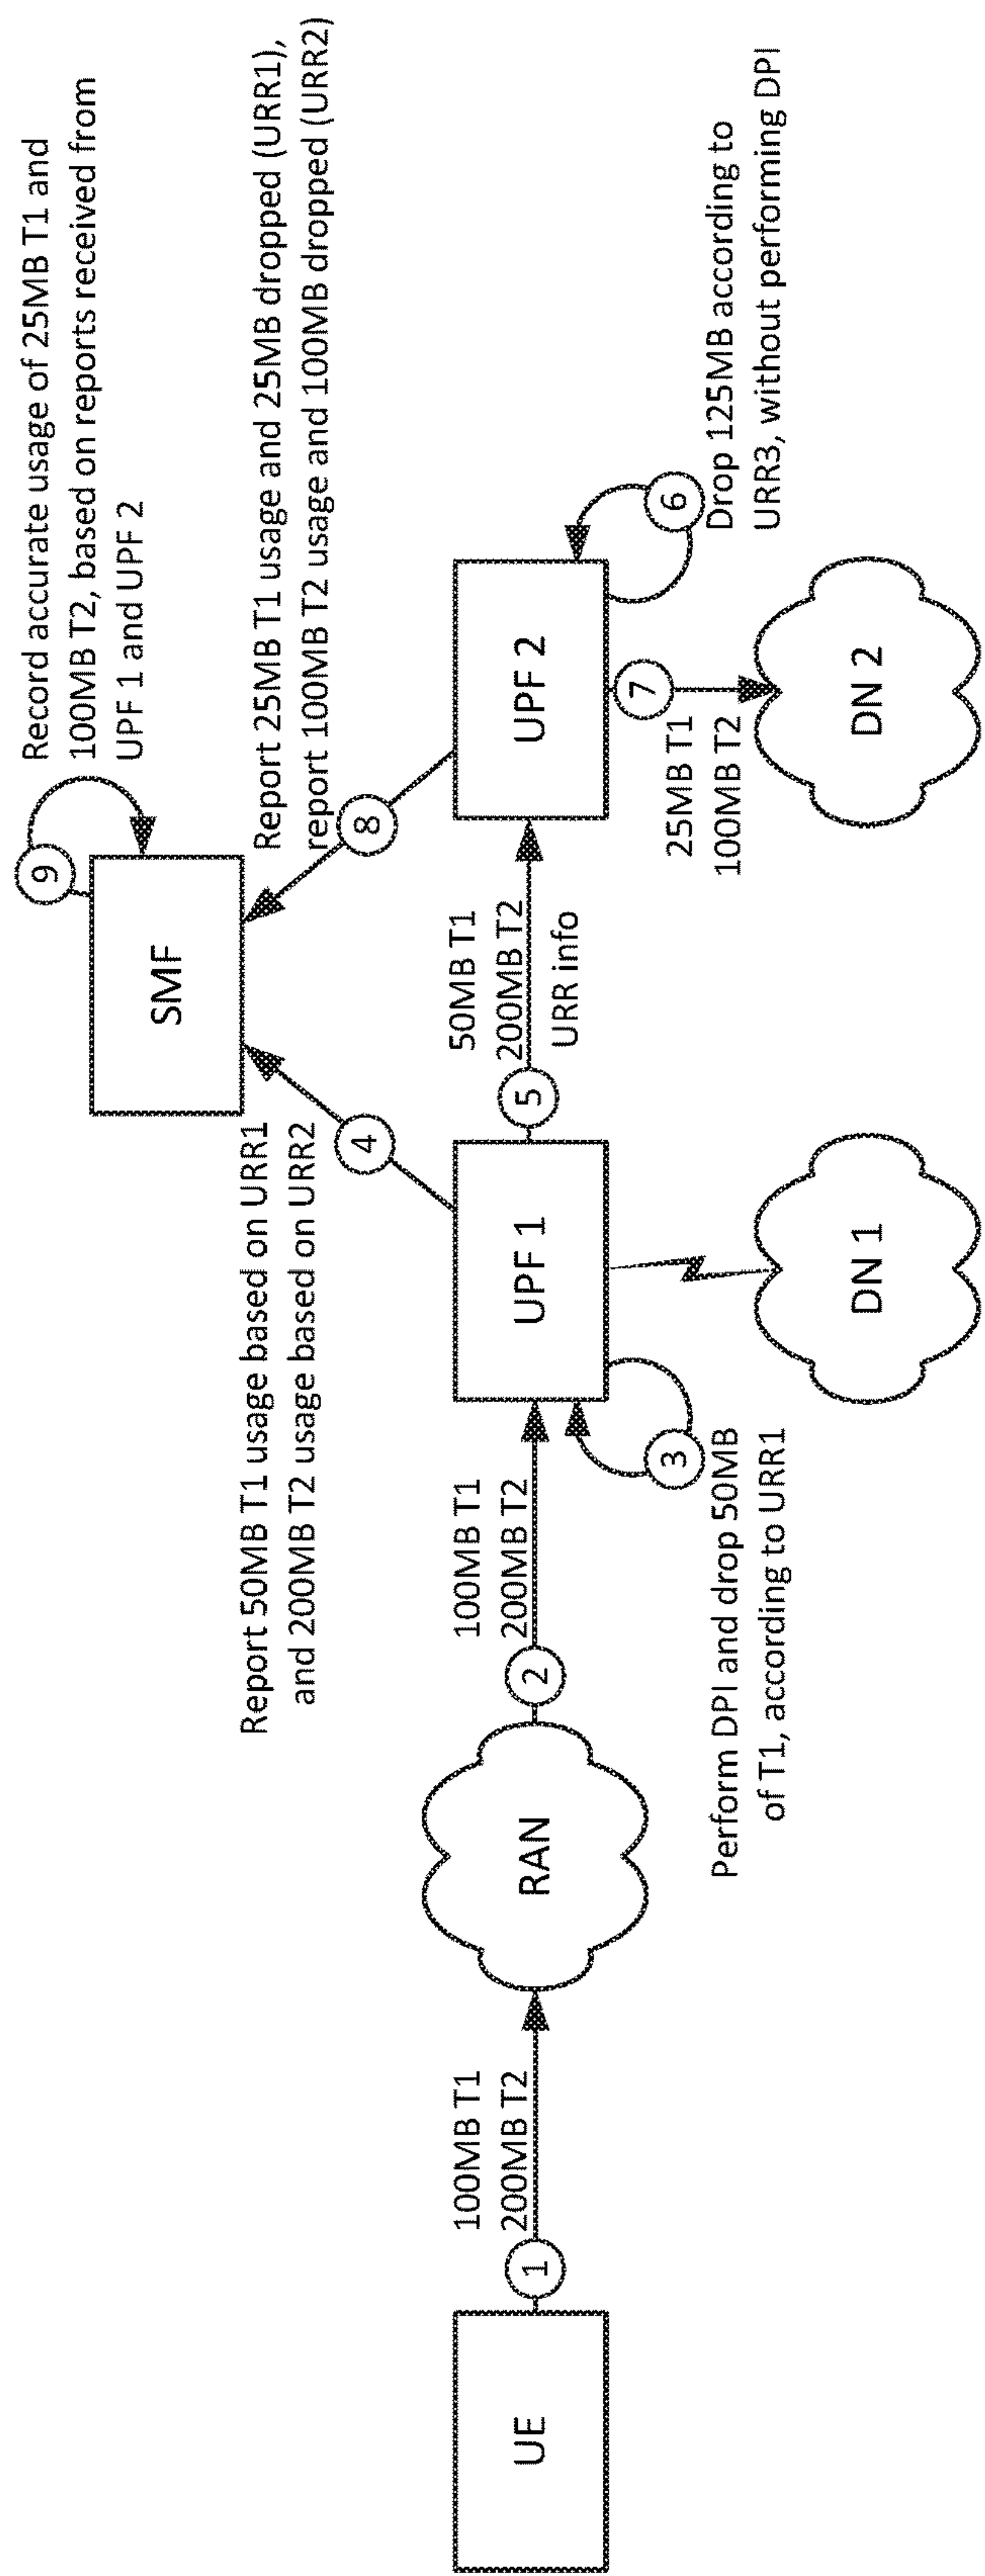 UE
1
100MB T1
200MB T2
RAN
2
100MB T1
200MB T2
3
Perform DPI and drop 50MB
of T1, according to URR1
UPF 1
DN 1
4
Report 50MB T1 usage based on URR1
and 200MB T2 usage based on URR2
SMF
5
50MB T1
200MB T2
URR info
UPF 2
6
Drop 125MB according to
URR3, without performing DPI
7
25MB T1
100MB T2
DN 2
8
Report 25MB T1 usage and 25MB dropped (URR1),
report 100MB T2 usage and 100MB dropped (URR2)
9
Record accurate usage of 25MB T1 and
100MB T2, based on reports received from
UPF 1 and UPF 2